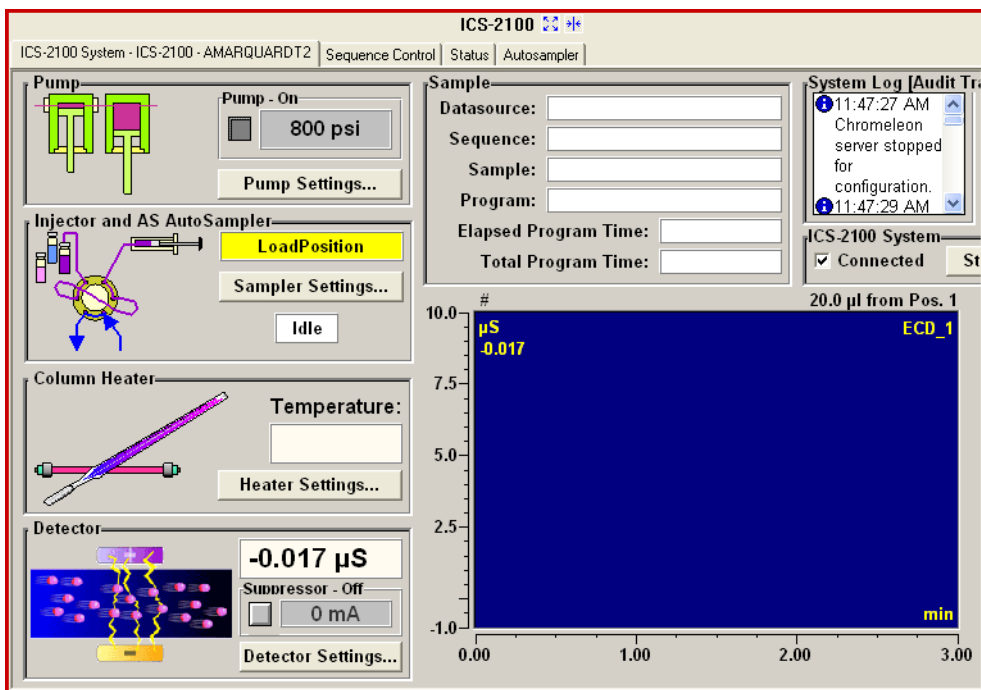 ICS-2100
ICS-2100 System - ICS-2100 - AMARQUARDT2
Sequence Control
Status
Autosampler
Pump
Pump - On
800 psi
Pump Settings...
Injector and AS AutoSampler
LoadPosition
Sampler Settings...
Idle
Column Heater
Temperature:
Heater Settings...
Detector
-0.017 µS
Suppressor - Off
0 mA
Detector Settings...
Sample
Datasource:
Sequence:
Sample:
Program:
Elapsed Program Time:
Total Program Time:
System Log [Audit Tra
11:47:27 AM
Chromeleon
server stopped
for
configuration.
11:47:29 AM
ICS-2100 System
Connected
St
#
20.0 µl from Pos. 1
µS
-0.017
ECD_1
10.0
7.5
5.0
2.5
-1.0
min
0.00
1.00
2.00
3.00